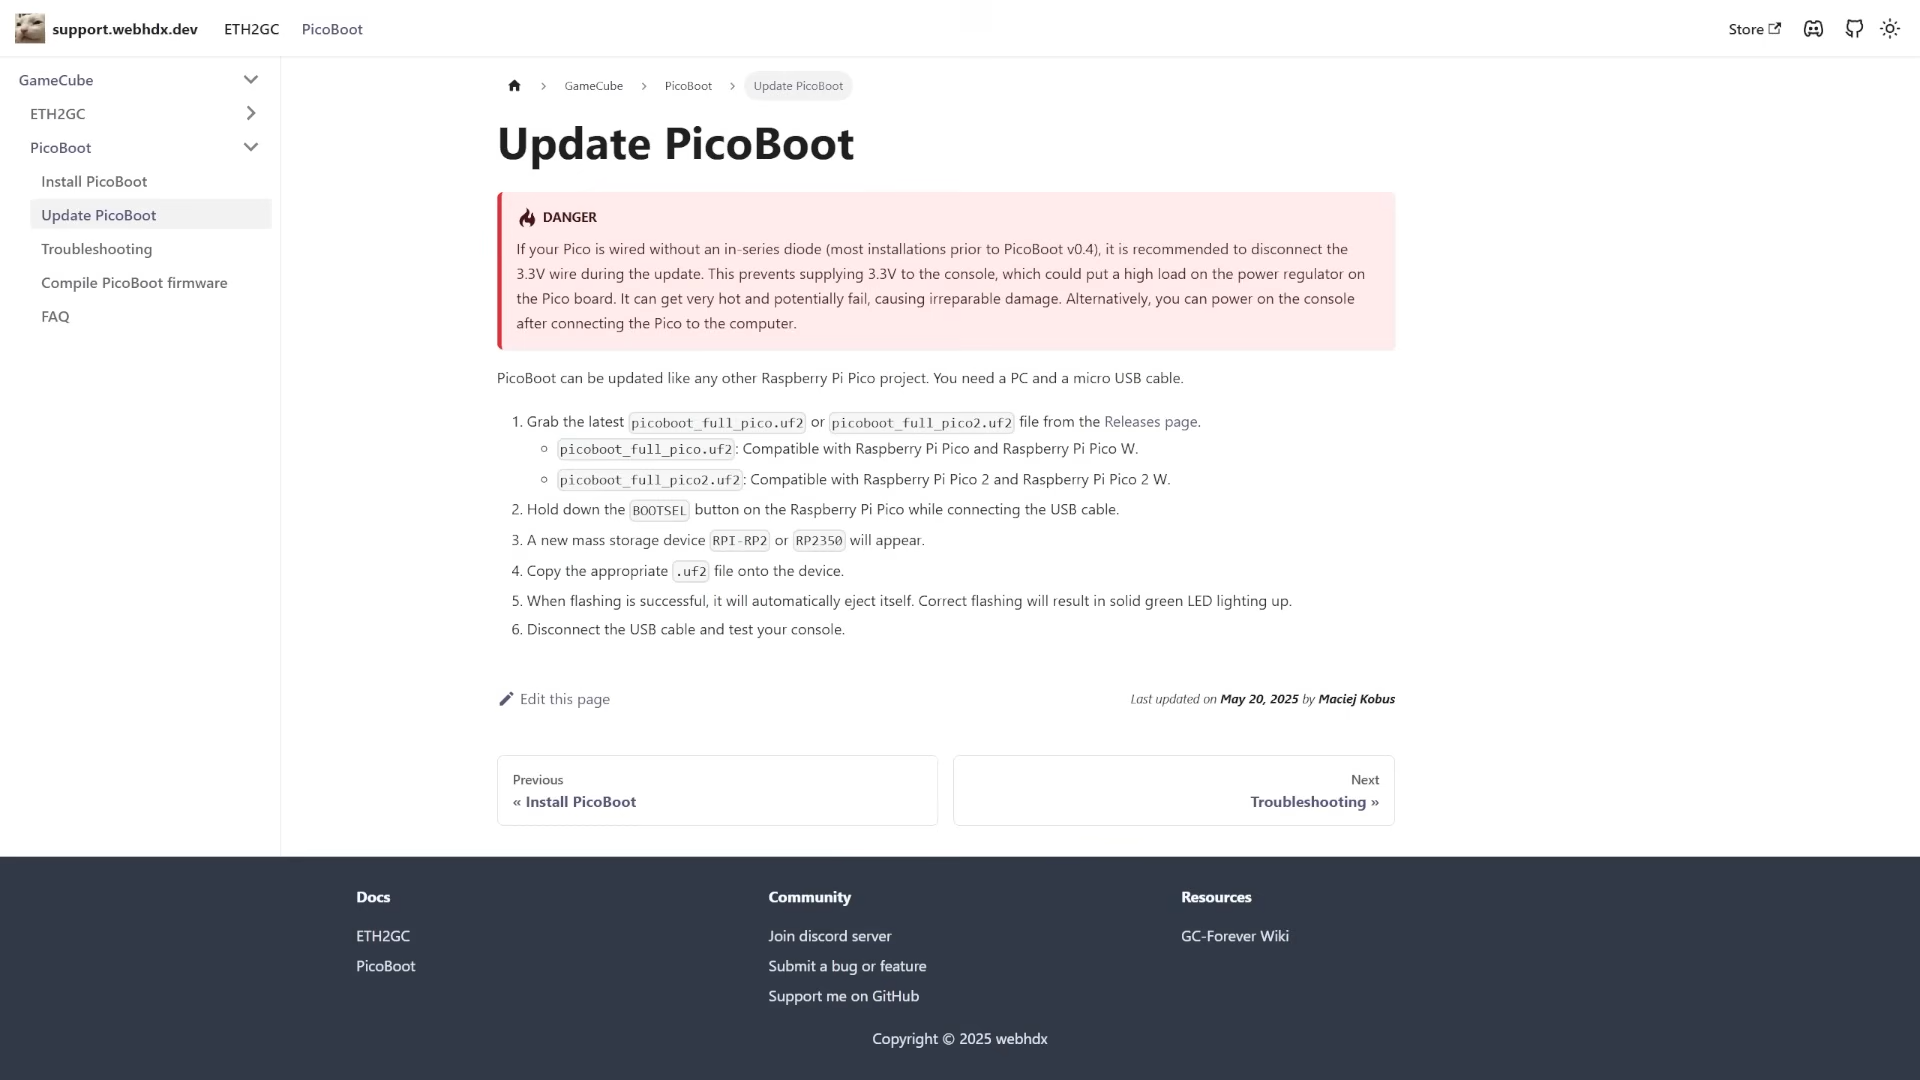 support.webhdx.dev ETH2GC PicoBoot Store
GameCube
ETH2GC
PicoBoot
Install PicoBoot
Update PicoBoot
Troubleshooting
Compile PicoBoot firmware
FAQ
GameCube PicoBoot Update PicoBoot
Update PicoBoot
DANGER
If your Pico is wired without an in-series diode (most installations prior to PicoBoot v0.4), it is recommended to disconnect the
3.3V wire during the update. This prevents supplying 3.3V to the console, which could put a high load on the power regulator on
the Pico board. It can get very hot and potentially fail, causing irreparable damage. Alternatively, you can power on the console
after connecting the Pico to the computer.
PicoBoot can be updated like any other Raspberry Pi Pico project. You need a PC and a micro USB cable.
1. Grab the latest picoboot_full_pico.uf2 or picoboot_full_pico2.uf2 file from the Releases page.
picoboot_full_pico.uf2: Compatible with Raspberry Pi Pico and Raspberry Pi Pico W.
picoboot_full_pico2.uf2: Compatible with Raspberry Pi Pico 2 and Raspberry Pi Pico 2 W.
2. Hold down the BOOTSEL button on the Raspberry Pi Pico while connecting the USB cable.
3. A new mass storage device RPI-RP2 or RP2350 will appear.
4. Copy the appropriate .uf2 file onto the device.
5. When flashing is successful, it will automatically eject itself. Correct flashing will result in solid green LED lighting up.
6. Disconnect the USB cable and test your console.
Edit this page Last updated on May 20, 2025 by Maciej Kobus
Previous
« Install PicoBoot
Next
Troubleshooting »
Docs
ETH2GC
PicoBoot
Community
Join discord server
Submit a bug or feature
Support me on GitHub
Resources
GC-Forever Wiki
Copyright © 2025 webhdx